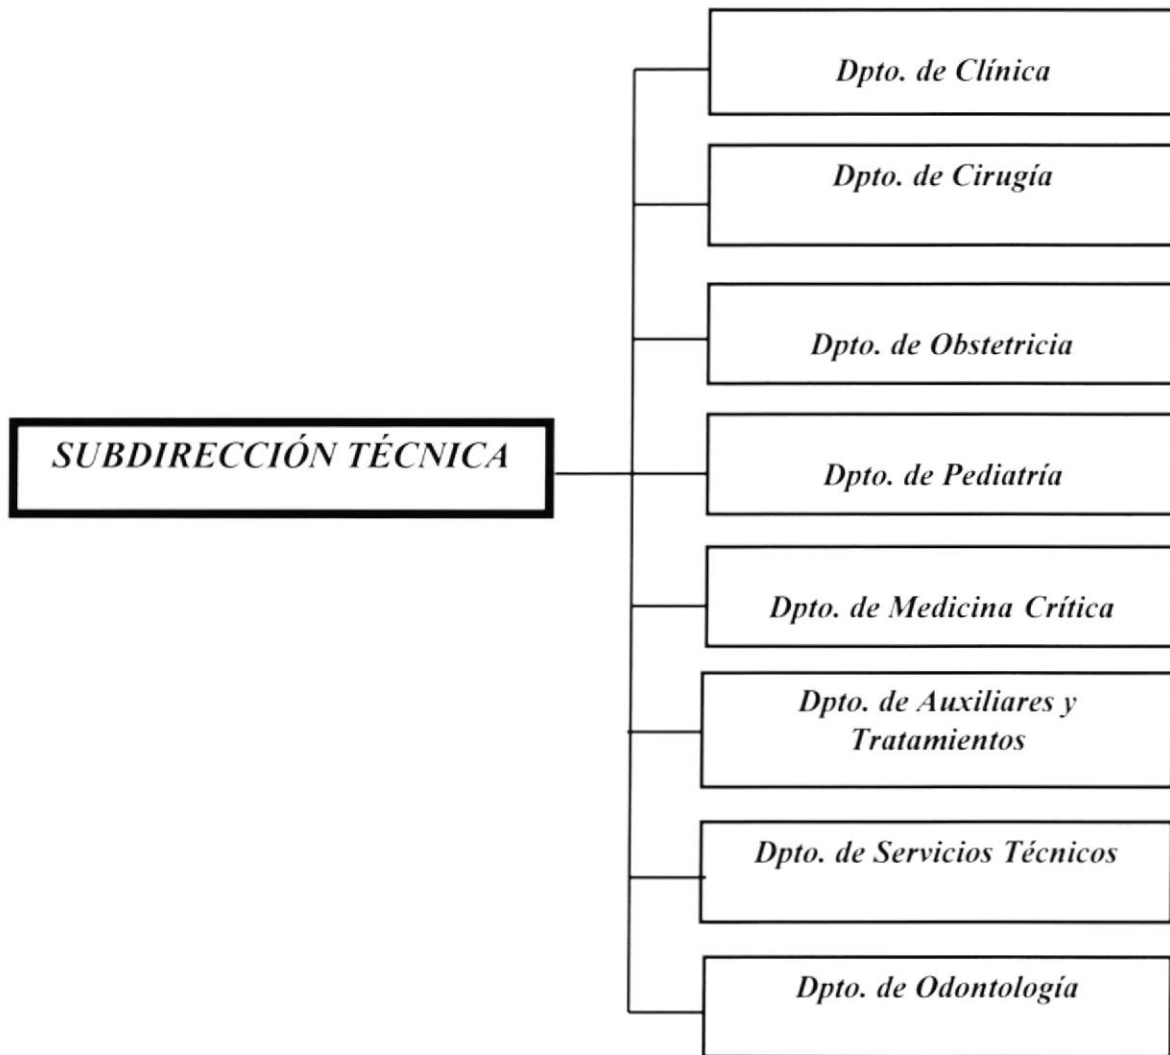 Dpto. de Clínica
Dpto. de Cirugía
Dpto. de Obstetricia
SUBDIRECCIÓN TÉCNICA
Dpto. de Pediatría
Dpto. de Medicina Crítica
Dpto. de Auxiliares y
Tratamientos
Dpto. de Servicios Técnicos
Dpto. de Odontología